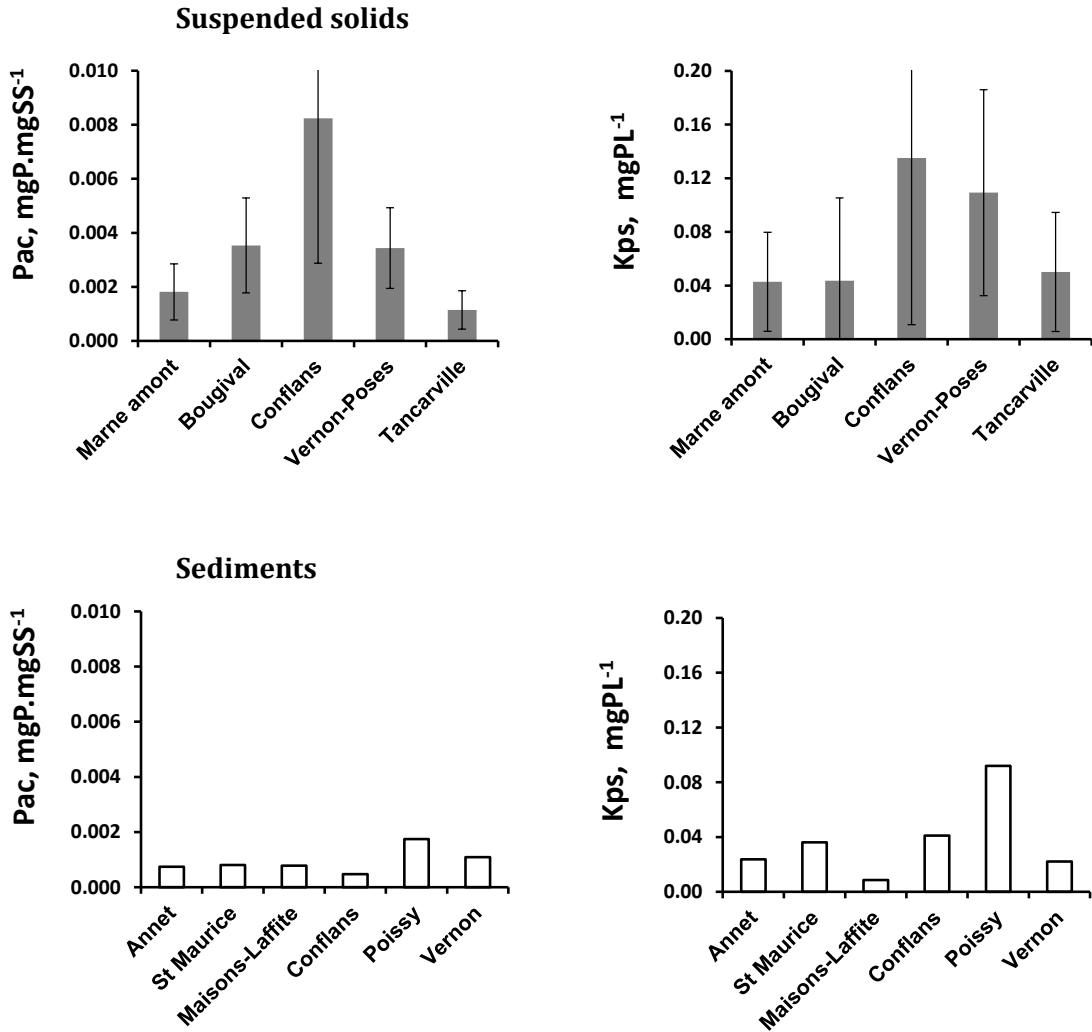 Suspended solids
Pac, mgP.mgSS-1
0.010
0.008
0.006
0.004
0.002
0.000
Marne amont
Bougival
Conflans
Vernon-Poses
Tancarville
Kps, mgPL-1
0.20
0.16
0.12
0.08
0.04
0.00
Marne amont
Bougival
Conflans
Vernon-Poses
Tancarville
Sediments
Pac, mgP.mgSS-1
0.010
0.008
0.006
0.004
0.002
0.000
Annet
St Maurice
Maisons-Laffite
Conflans
Poissy
Vernon
Kps, mgPL-1
0.20
0.16
0.12
0.08
0.04
0.00
Annet
St Maurice
Maisons-Laffite
Conflans
Poissy
Vernon